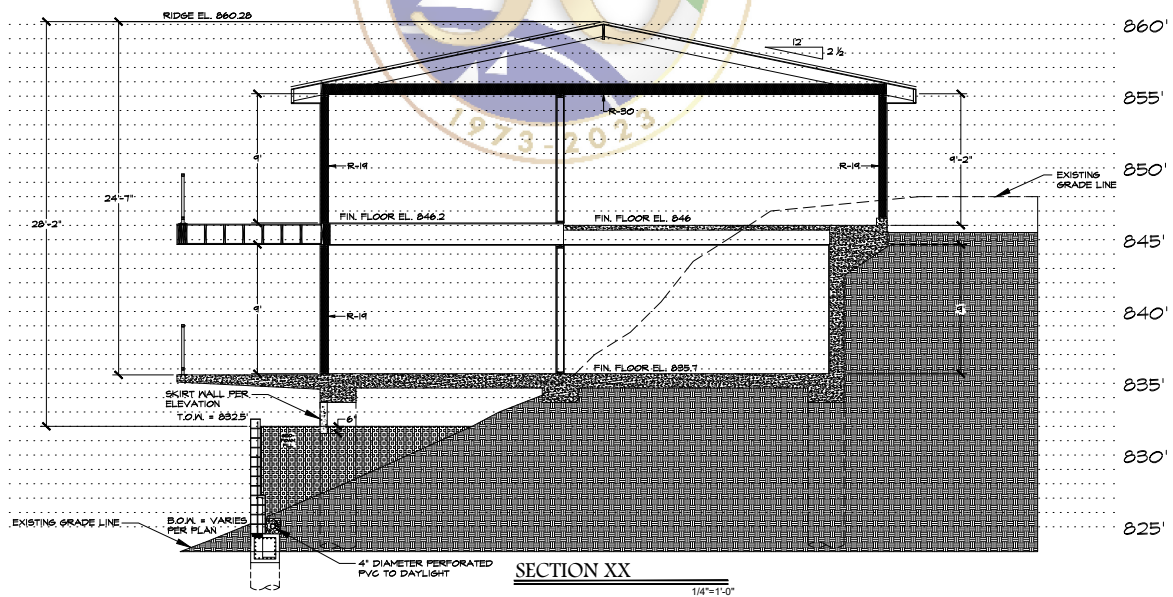 RIDGE EL. 860.28
860'
12
2 ½
855'
R-30
1973-2023
9'
R-19
R-19
9'-2"
850'
EXISTING
GRADE LINE
24'-7"
28'-2"
FIN. FLOOR EL. 846.2
FIN. FLOOR EL. 846
845'
9'
R-19
9'
840'
FIN. FLOOR EL. 835.7
835'
SKIRT WALL PER
ELEVATION
T.O.W. = 832.5'
6"
830'
EXISTING GRADE LINE
B.O.W. = VARIES
PER PLAN
825'
4" DIAMETER PERFORATED
PVC TO DAYLIGHT
SECTION XX
1/4"=1'-0"